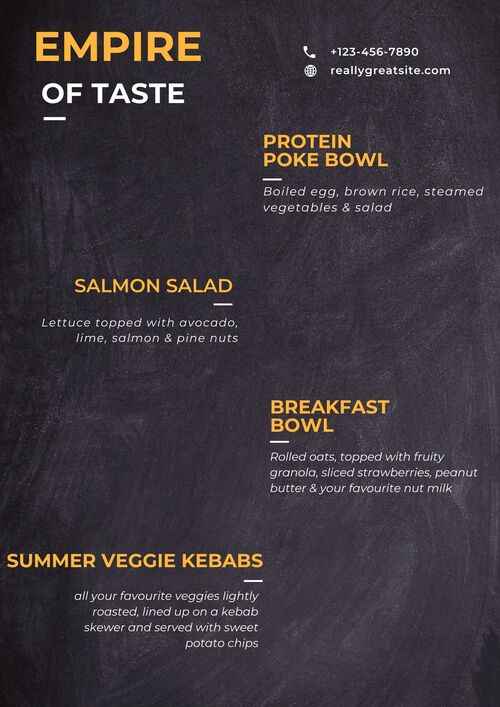 EMPIRE
OF TASTE
+123-456-7890
reallygreatsite.com
PROTEIN
POKE BOWL
Boiled egg, brown rice, steamed
vegetables & salad
SALMON SALAD
Lettuce topped with avocado,
lime, salmon & pine nuts
BREAKFAST
BOWL
Rolled oats, topped with fruity
granola, sliced strawberries, peanut
butter & your favourite nut milk
SUMMER VEGGIE KEBABS
all your favourite veggies lightly
roasted, lined up on a kebab
skewer and served with sweet
potato chips